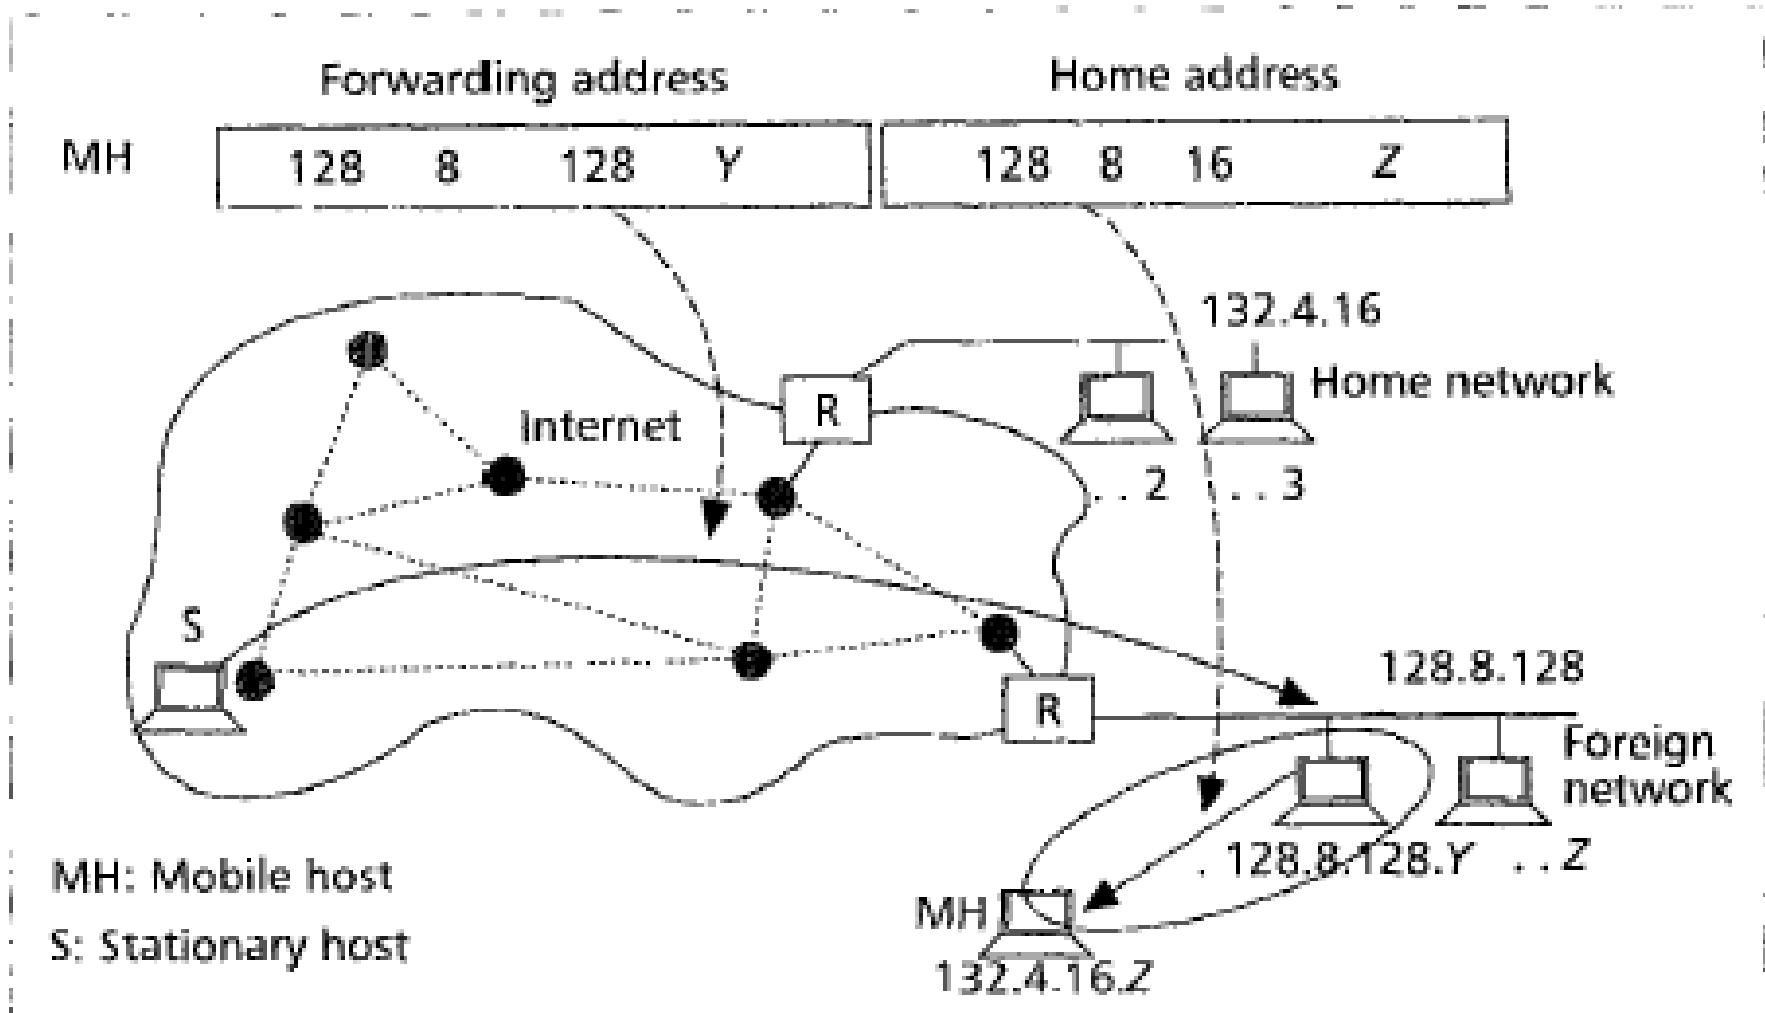 Forwarding address
Home address
MH
128 8 128 Y
128 8 16 Z
132.4.16
Home network
R
Internet
. . 2
. . 3
S
128.8.128
R
Foreign
network
. 128.8.128.Y
. . Z
MH: Mobile host
MH
S: Stationary host
132.4.16.Z